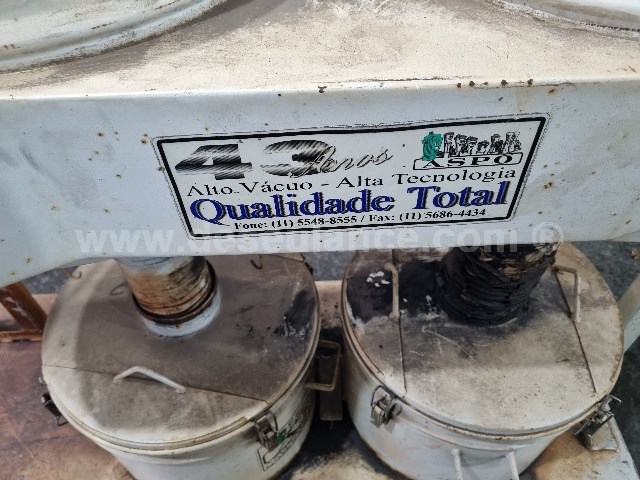 43 Anos
ASPO
Alto Vácuo - Alta Tecnologia
Qualidade Total
Fone: (11) 5548-8555 / Fax: (11) 5686-4434